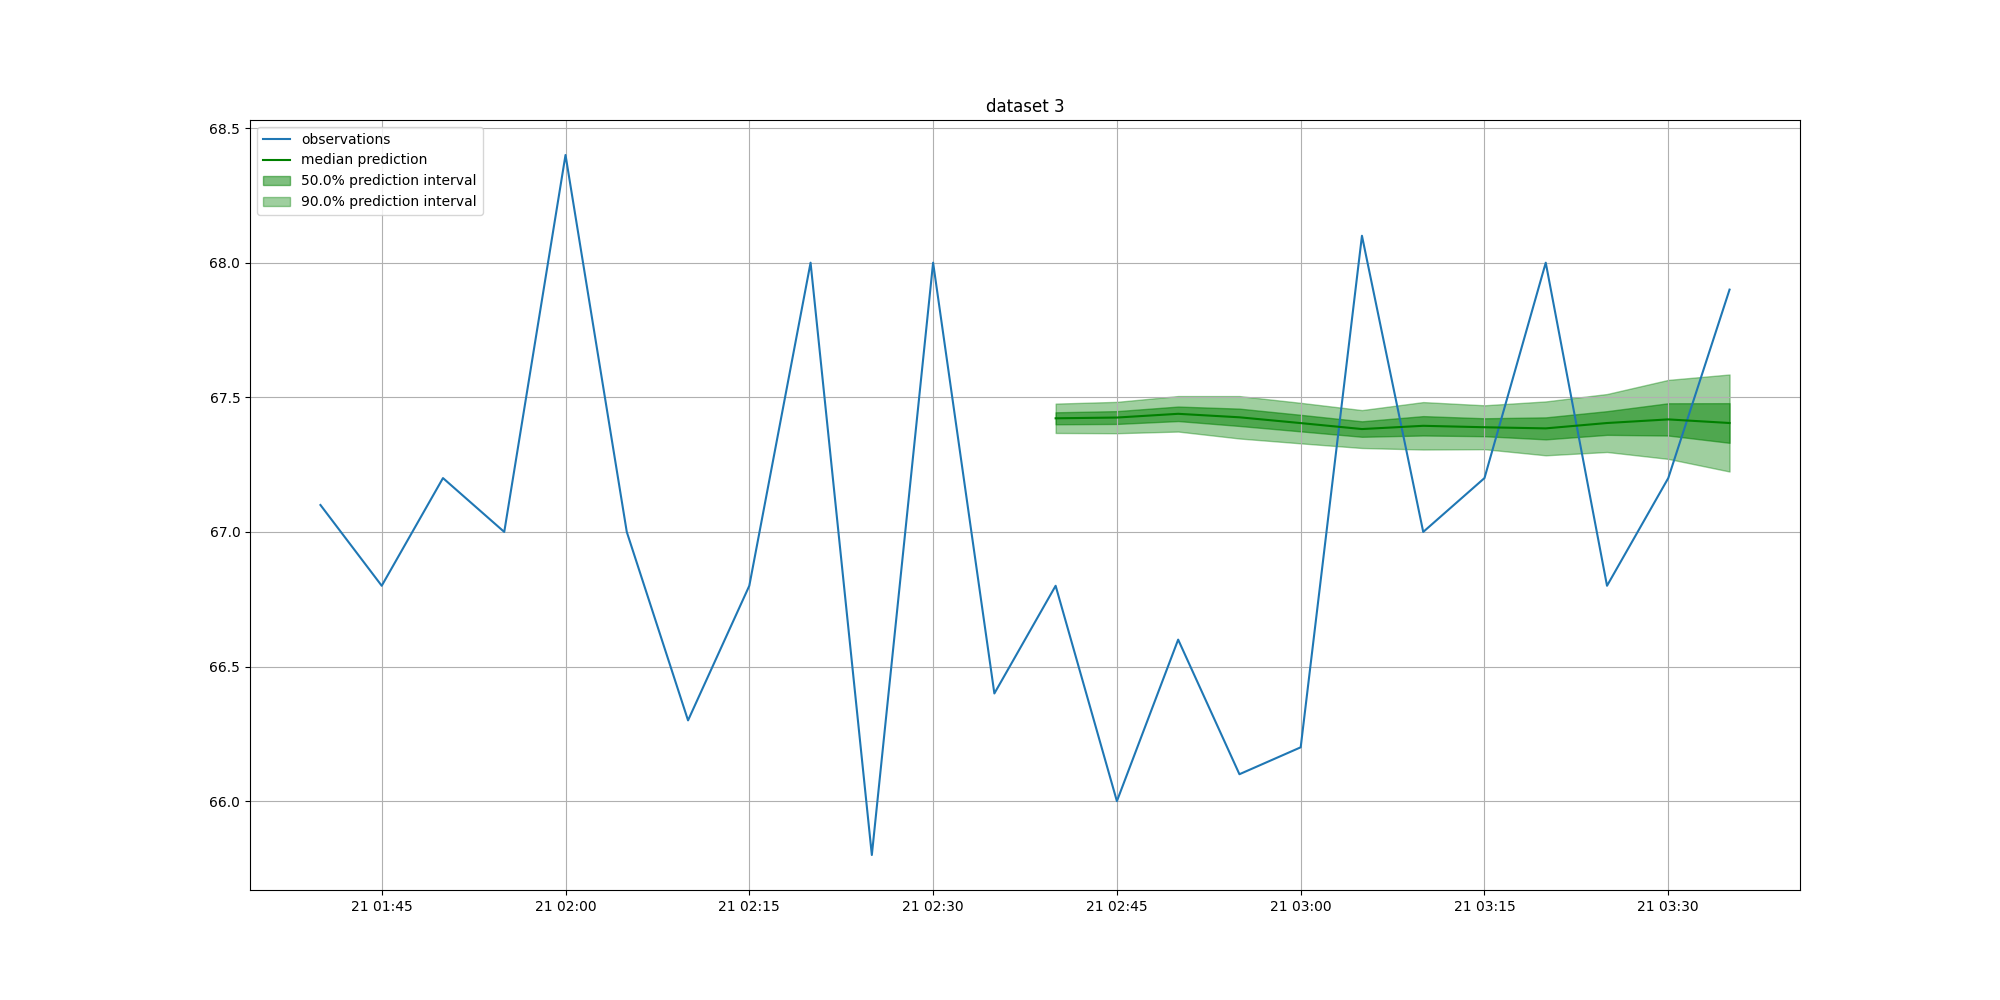 dataset 3
68.5
68.0
67.5
67.0
66.5
66.0
observations
median prediction
50.0% prediction interval
90.0% prediction interval
21 01:45
21 02:00
21 02:15
21 02:30
21 02:45
21 03:00
21 03:15
21 03:30